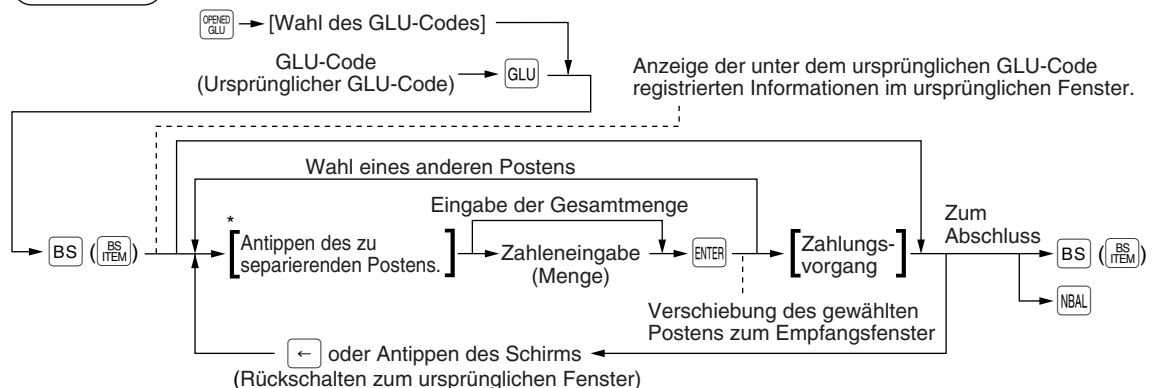 OPENED GLU [Wahl des GLU-Codes]
GLU-Code
(Ursprünglicher GLU-Code) GLU
Anzeige der unter dem ursprünglichen GLU-Code
registrierten Informationen im ursprünglichen Fenster.
Wahl eines anderen Postens
Eingabe der Gesamtmenge
BS (BS ITEM)
*
[Antippen des zu
separierenden Postens.]
Zahleneingabe
(Menge)
ENTER
[Zahlungs-
vorgang]
Zum
Abschluss
BS (BS ITEM)
NBAL
Verschiebung des gewählten
Postens zum Empfangsfenster
← oder Antippen des Schirms
(Rückschalten zum ursprünglichen Fenster)